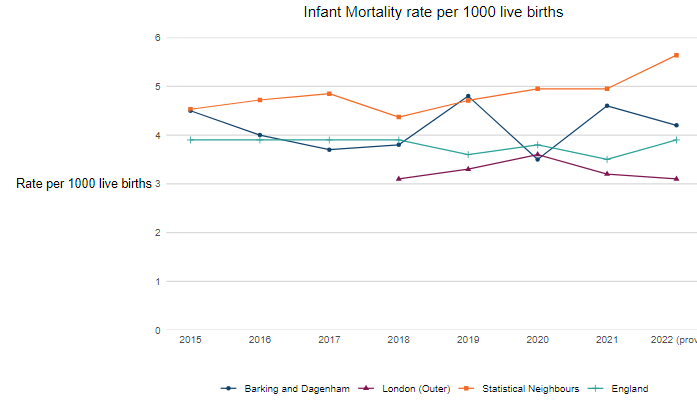 Infant Mortality rate per 1000 live births
6
5
4
Rate per 1000 live births 3
2
1
0
2015 2016 2017 2018 2019 2020 2021 2022 (prov
Barking and Dagenham London (Outer) Statistical Neighbours England